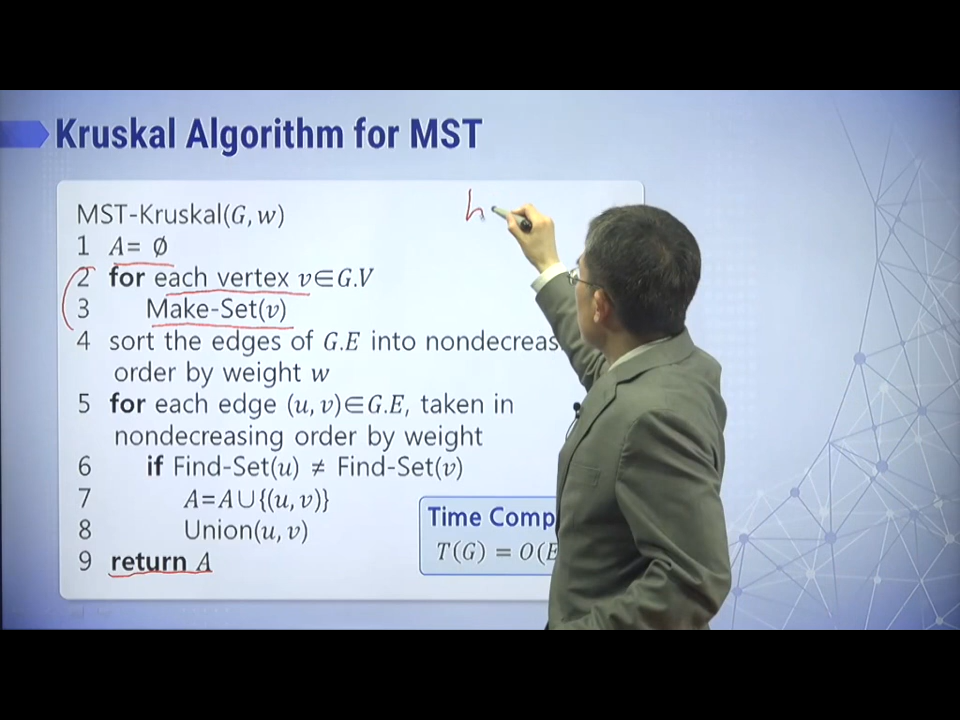 Kruskal Algorithm for MST
MST-Kruskal(G, w)
1 A= ∅
2 for each vertex v∈G.V
3 Make-Set(v)
4 sort the edges of G.E into
order by weight w
5 for each edge (u, v)∈G.E, taken in
nondecreasing order by weight
6 if Find-Set(u) ≠ Find-Set(v)
7 A=A∪{(u, v)}
8 Union(u, v)
9 return A
Time
T(G) = O(E
h